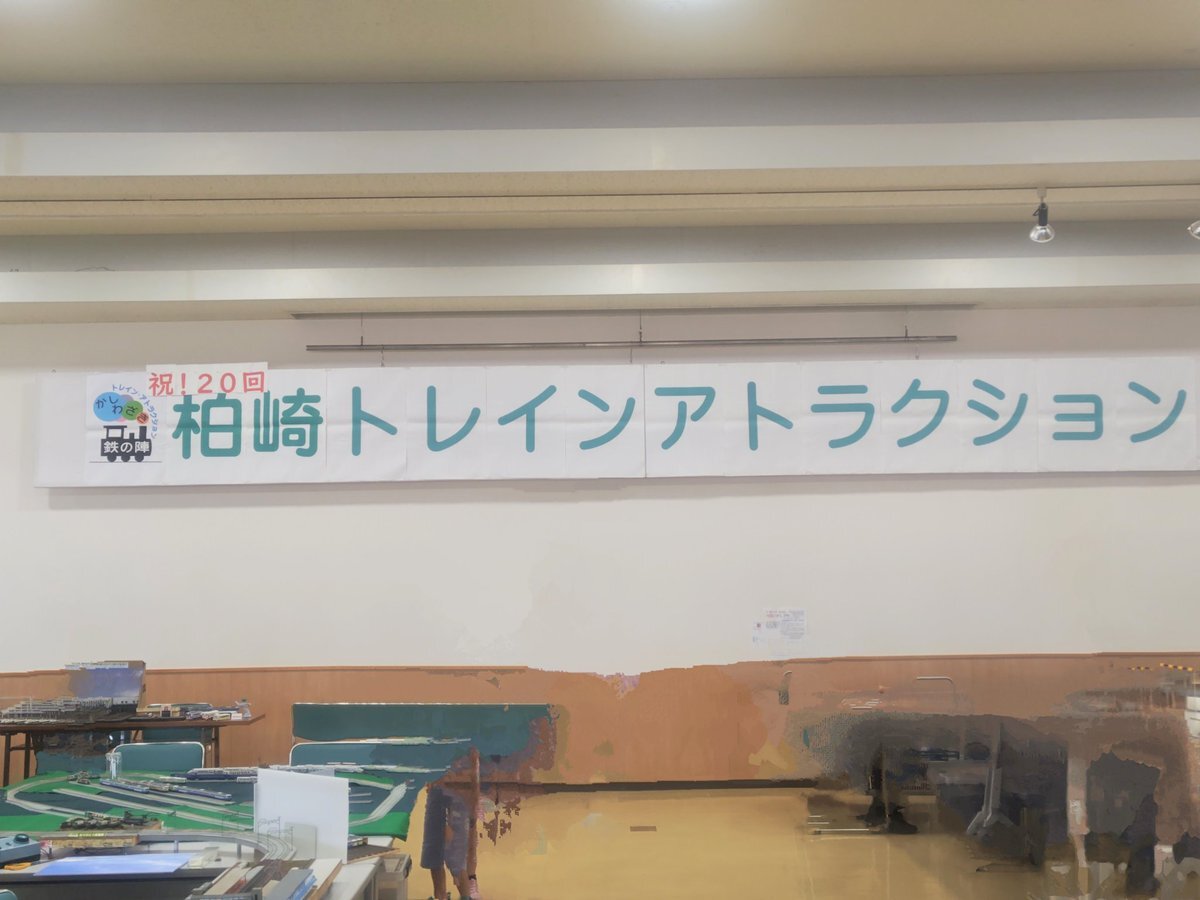 祝!20回
トレインアトラクション
かしわざき
鉄の陣
柏崎トレインアトラクション